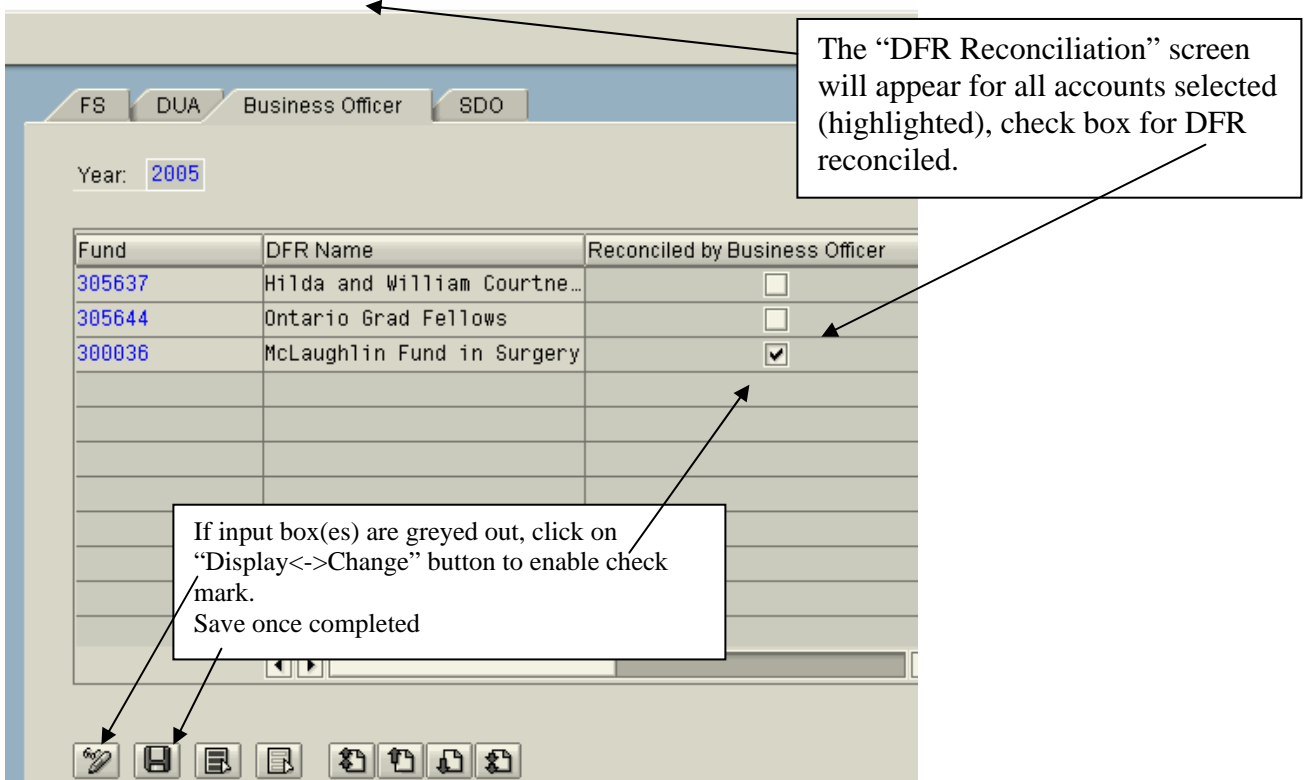 The “DFR Reconciliation” screen
will appear for all accounts selected
(highlighted), check box for DFR
reconciled.
FS DUA Business Officer SDO
Year: 2005
Fund DFR Name Reconciled by Business Officer
305637 Hilda and William Courtne…
305644 Ontario Grad Fellows
300036 McLaughlin Fund in Surgery
If input box(es) are greyed out, click on
“Display<->Change” button to enable check
mark.
Save once completed